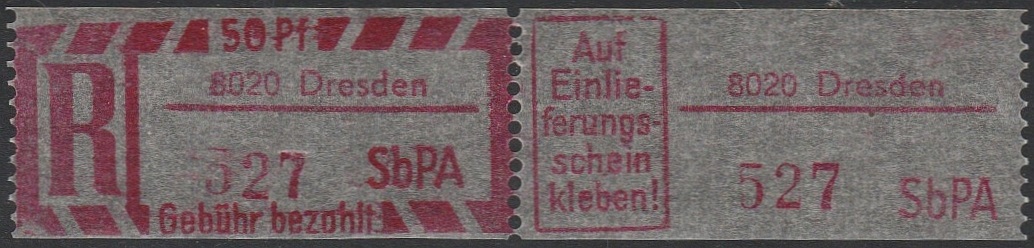 50 Pf
R
8020 Dresden
527 SbPA
Gebühr bezahlt
Auf
Einlie-
ferungs-
schein
kleben!
8020 Dresden
527 SbPA